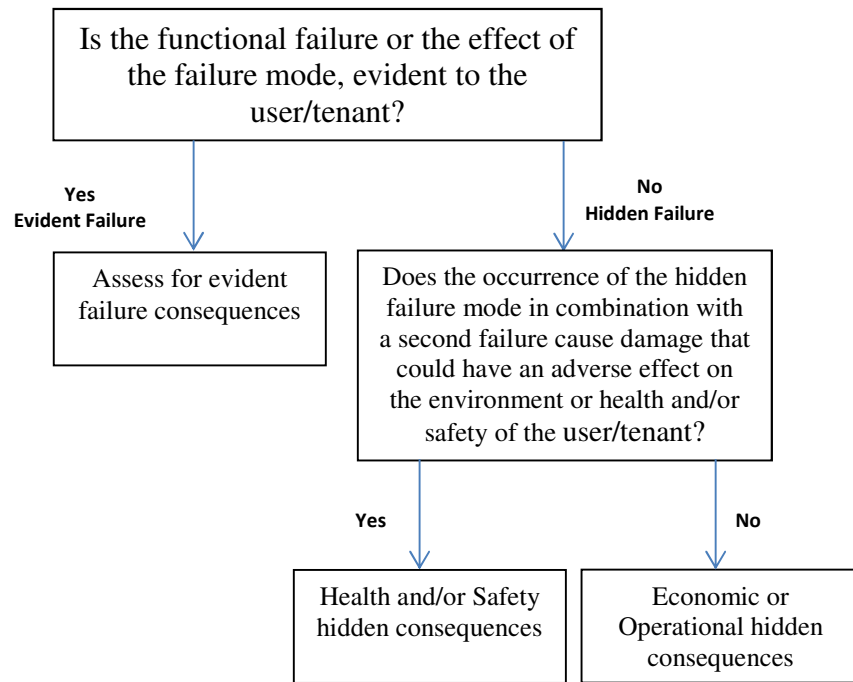 Is the functional failure or the effect of
the failure mode, evident to the
user/tenant?
Yes
Evident Failure
No
Hidden Failure
Assess for evident
failure consequences
Does the occurrence of the hidden
failure mode in combination with
a second failure cause damage that
could have an adverse effect on
the environment or health and/or
safety of the user/tenant?
Yes
No
Health and/or Safety
hidden consequences
Economic or
Operational hidden
consequences